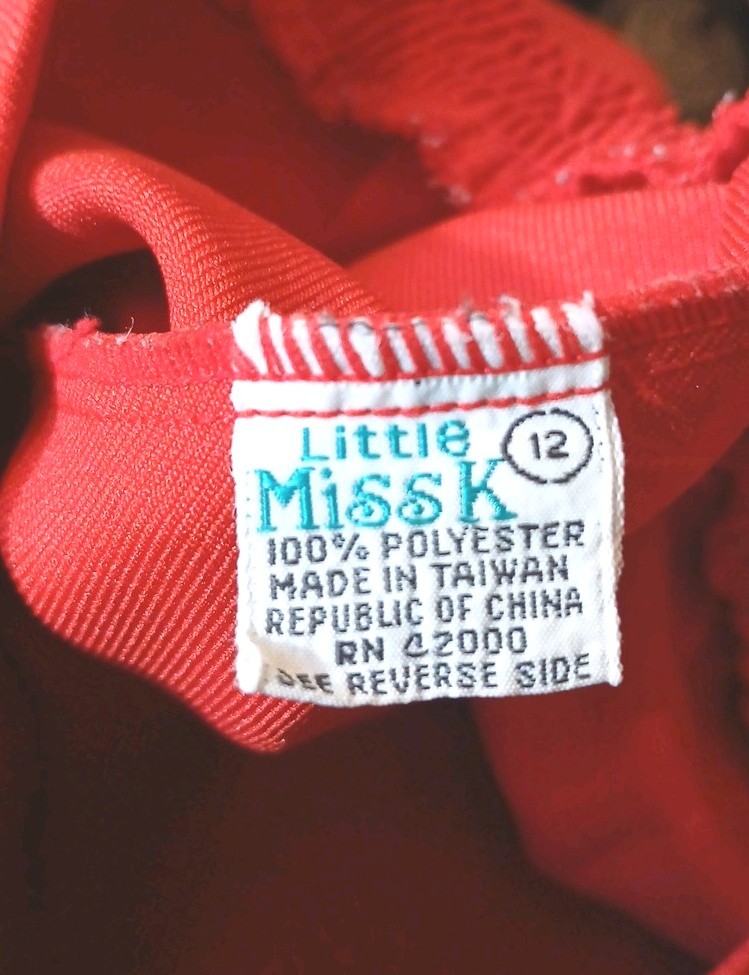 Little
12
Miss K
100% POLYESTER
MADE IN TAIWAN
REPUBLIC OF CHINA
RN 42000
SEE REVERSE SIDE